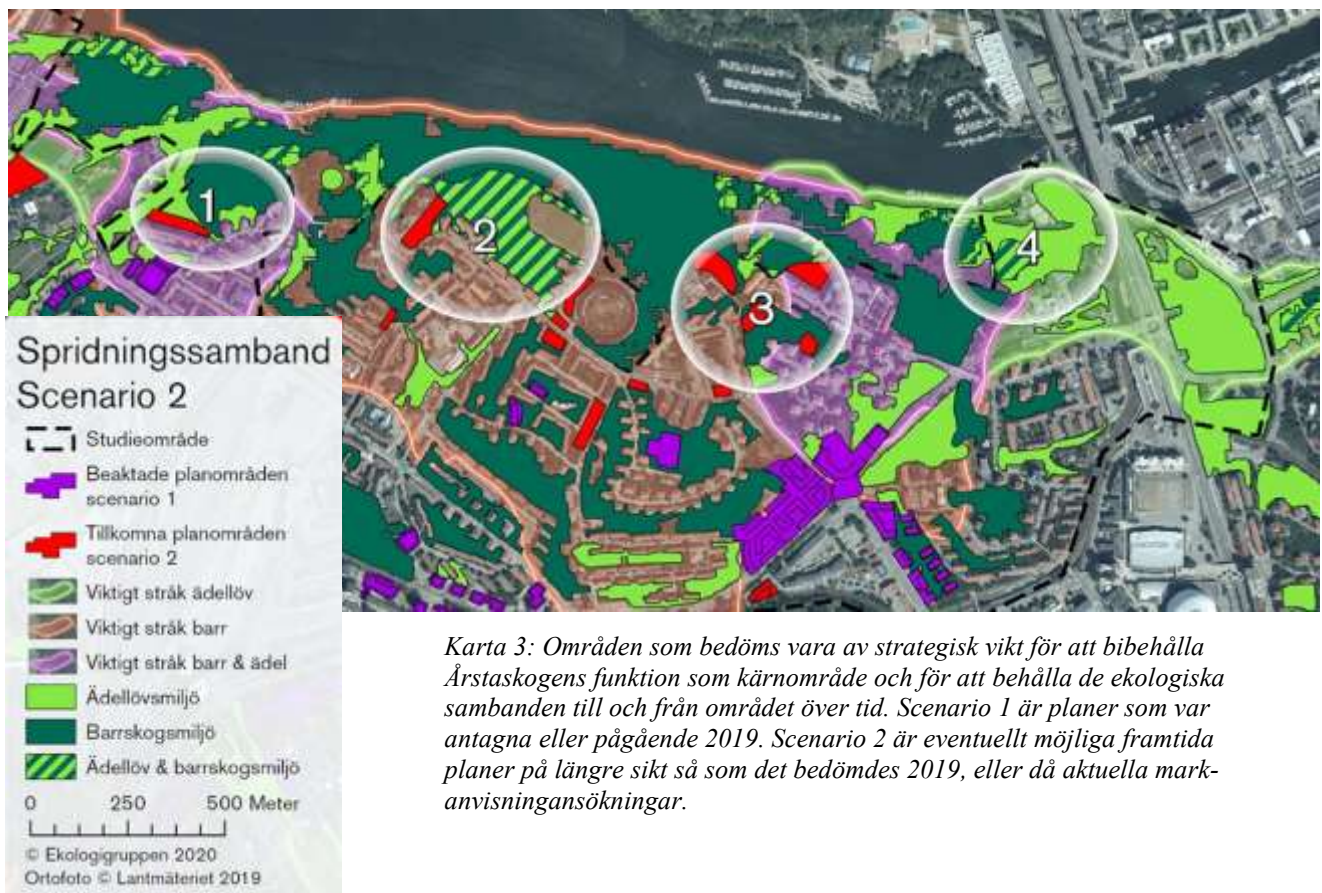 1
2
3
4
Spridningssamband
Scenario 2
Studieområde
Beaktade planområden
scenario 1
Tillkomna planområden
scenario 2
Viktigt stråk ädellöv
Viktigt stråk barr
Viktigt stråk barr & ädel
Ädellövsmiljö
Barrskogsmiljö
Ädellöv & barrskogsmiljö
0 250 500 Meter
© Ekologigruppen 2020
Ortofoto © Lantmäteriet 2019
Karta 3: Områden som bedöms vara av strategisk vikt för att bibehålla
Årstaskogens funktion som kärnområde och för att behålla de ekologiska
sambanden till och från området över tid. Scenario 1 är planer som var
antagna eller pågående 2019. Scenario 2 är eventuellt möjliga framtida
planer på längre sikt så som det bedömdes 2019, eller då aktuella mark-
anvisningansökningar.